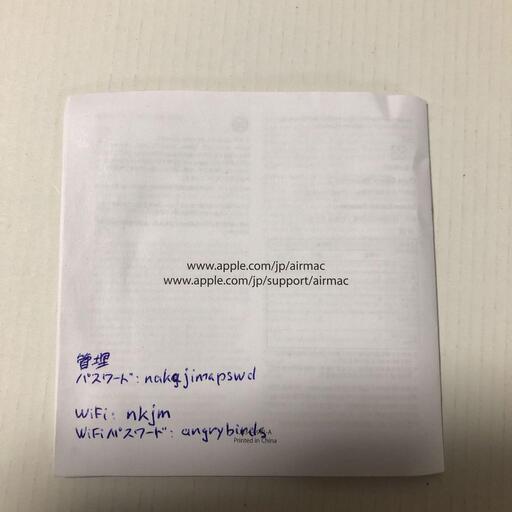 www.apple.com/jp/airmac
www.apple.com/jp/support/airmac
管理
パスワード: nakajimapswd
WiFi: nkjm
WiFiパスワード: angrybirds
Printed in China